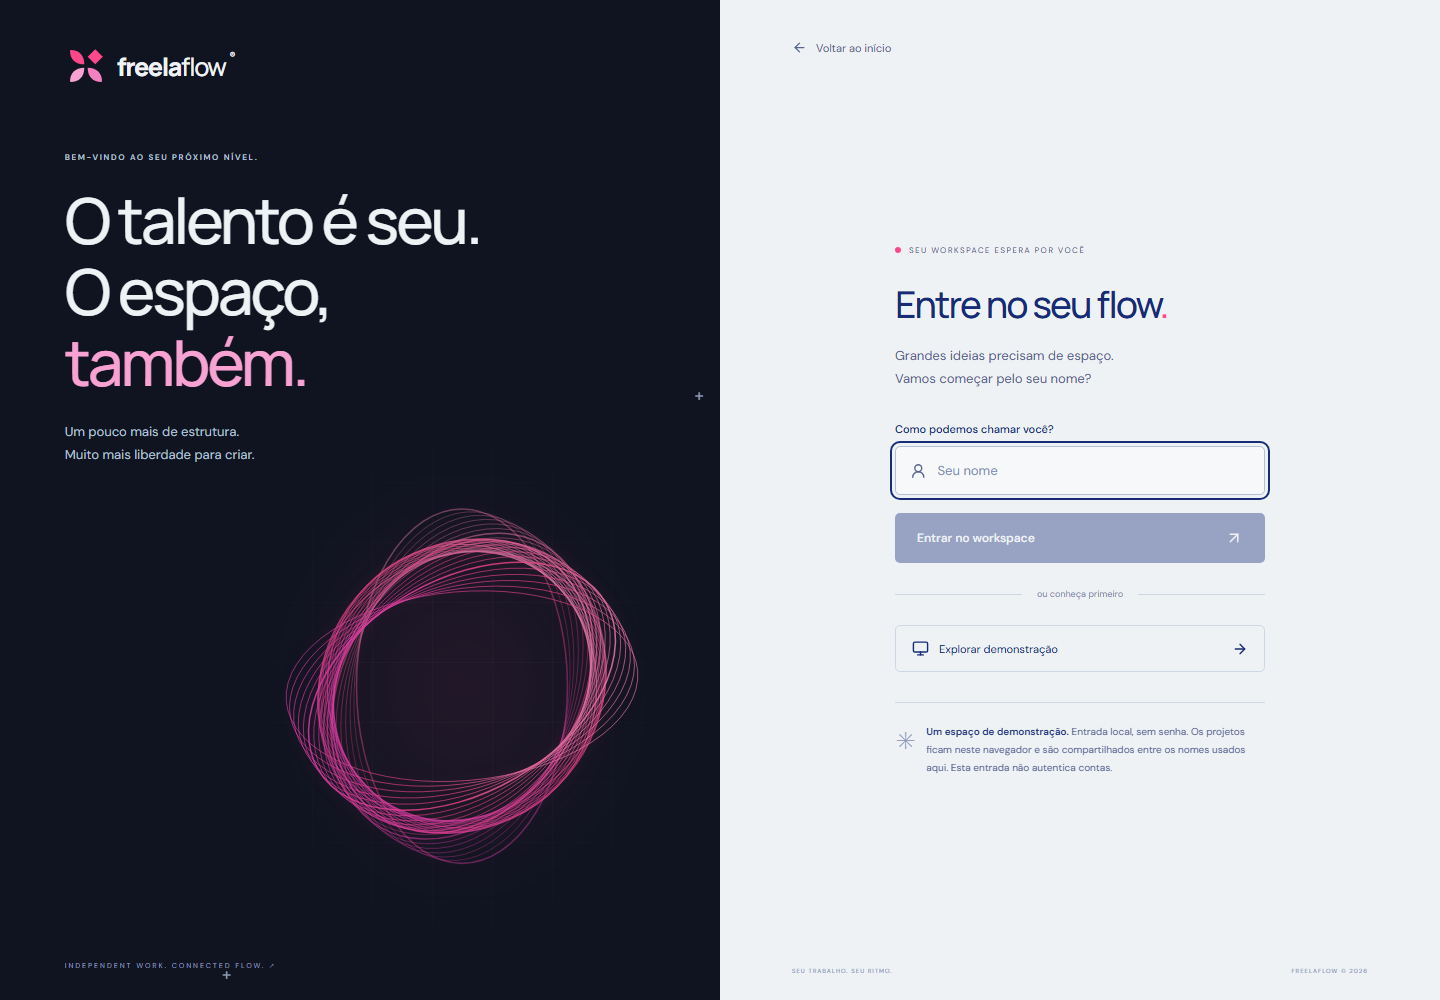 freelaflow®
BEM-VINDO AO SEU PRÓXIMO NÍVEL.
O talento é seu.
O espaço,
também.
Um pouco mais de estrutura.
Muito mais liberdade para criar.
INDEPENDENT WORK. CONNECTED FLOW. ↗
← Voltar ao início
SEU WORKSPACE ESPERA POR VOCÊ
Entre no seu flow.
Grandes ideias precisam de espaço.
Vamos começar pelo seu nome?
Como podemos chamar você?
Seu nome
Entrar no workspace
ou conheça primeiro
Explorar demonstração
Um espaço de demonstração. Entrada local, sem senha. Os projetos
ficam neste navegador e são compartilhados entre os nomes usados
aqui. Esta entrada não autentica contas.
SEU TRABALHO. SEU RITMO.
FREELAFLOW © 2026